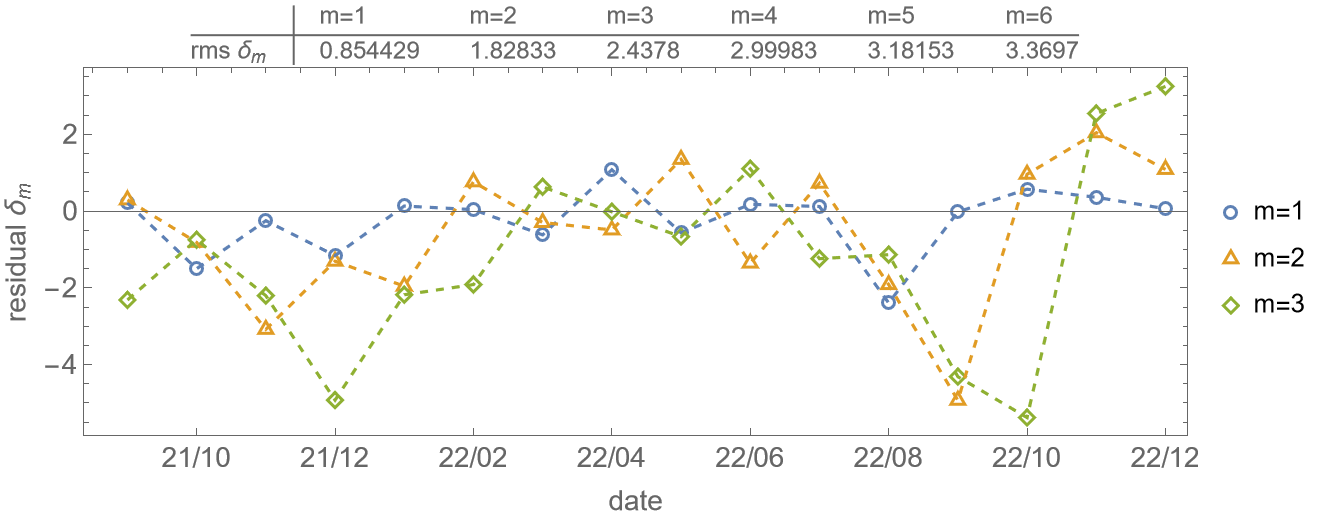 m=1 m=2 m=3 m=4 m=5 m=6
rms δm 0.854429 1.82833 2.4378 2.99983 3.18153 3.3697
residual δm
2
0
−2
−4
21/10 21/12 22/02 22/04 22/06 22/08 22/10 22/12
date
m=1
m=2
m=3